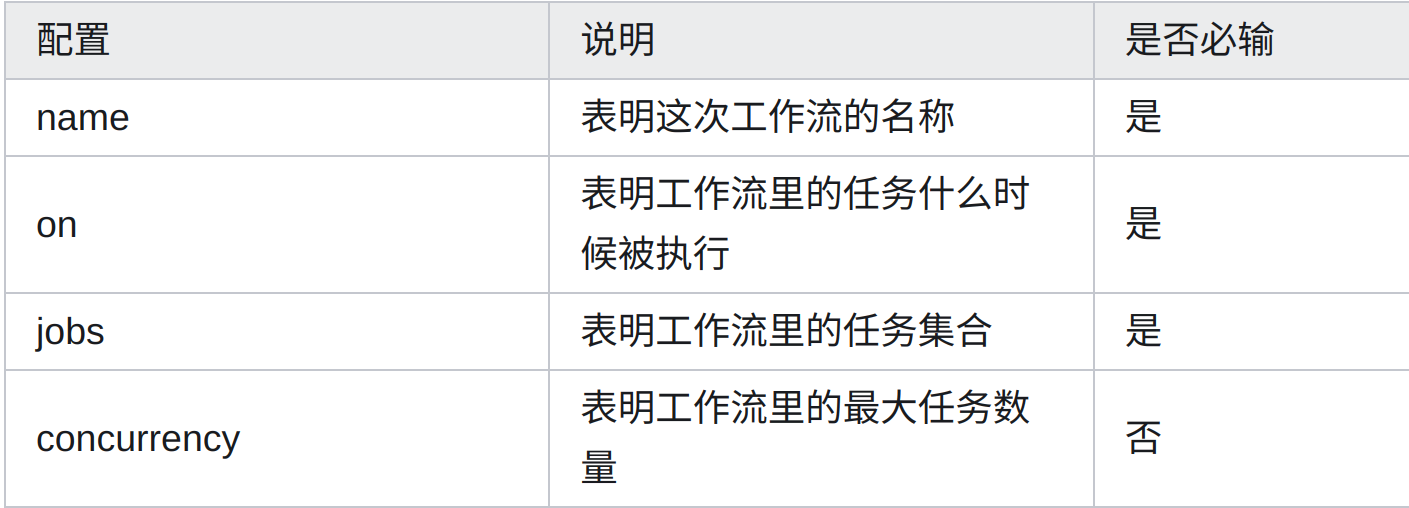 配置 说明 是否必输
name 表明这次工作流的名称 是
on 表明工作流里的任务什么时候被执行 是
jobs 表明工作流里的任务集合 是
concurrency 表明工作流里的最大任务数量 否